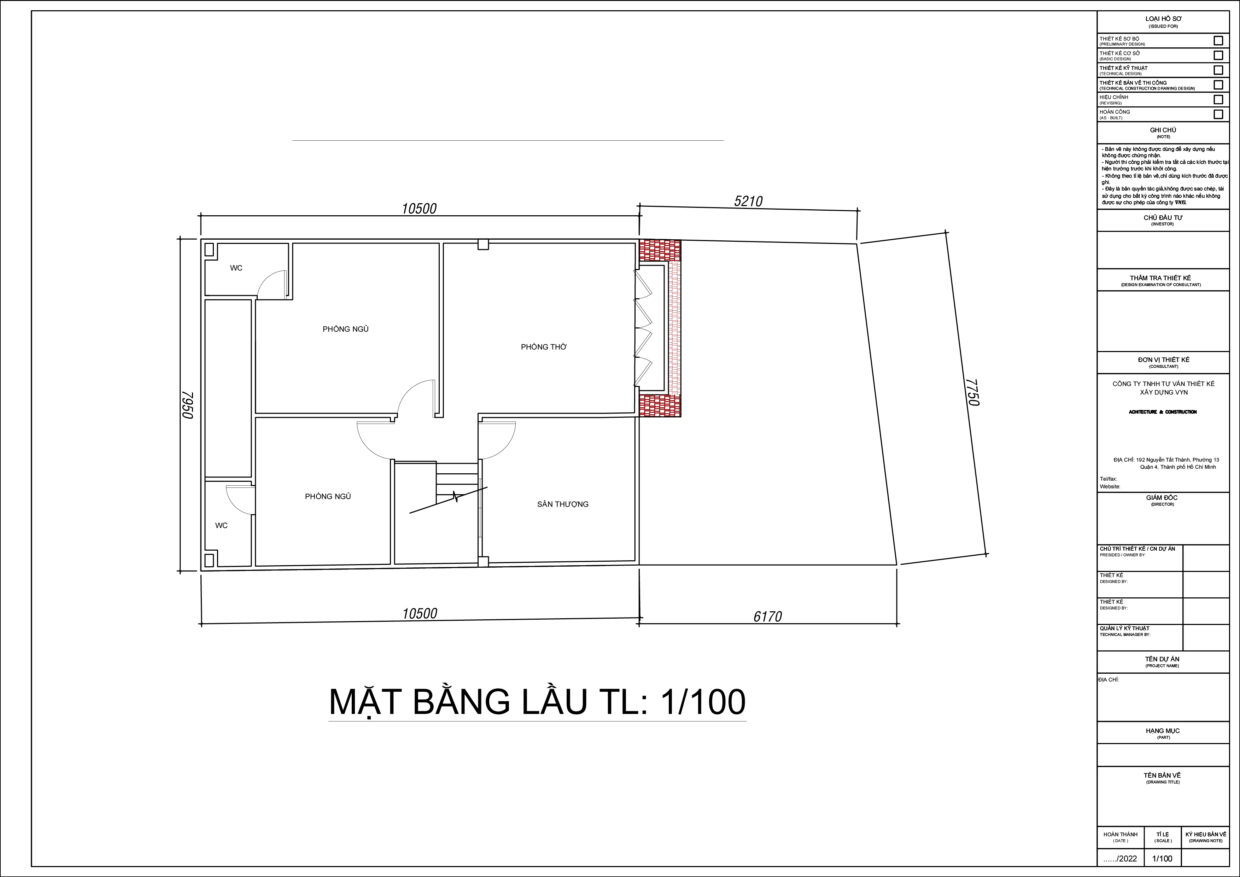 10500
5210
WC
PHÒNG NGỦ
PHÒNG THỜ
7950
7750
PHÒNG NGỦ
SÂN THƯỢNG
WC
10500
6170
MẶT BẰNG LẦU TL: 1/100
LOẠI HỒ SƠ
(ISSUED FOR)
THIẾT KẾ SƠ BỘ
(PRELIMINARY DESIGN)
THIẾT KẾ CƠ SỞ
(BASIC DESIGN)
THIẾT KẾ KỸ THUẬT
(TECHNICAL DESIGN)
THIẾT KẾ BẢN VẼ THI CÔNG
(TECHNICAL CONSTRUCTION DRAWING DESIGN)
HIỆU CHỈNH
(REVISING)
HOÀN CÔNG
(AS - BUILT)
GHI CHÚ
(NOTE)
- Bản vẽ này không được dùng để xây dựng nếu
không được chứng nhận.
- Người thi công phải kiểm tra tất cả các kích thước tại
hiện trường trước khi khởi công.
- Không theo tỉ lệ bản vẽ,chỉ dùng kích thước đã được
ghi.
- Đây là bản quyền tác giả,không được sao chép, tái
sử dụng cho bất kỳ công trình nào khác nếu không
được sự cho phép của công ty VNU
CHỦ ĐẦU TƯ
(INVESTOR)
THẨM TRA THIẾT KẾ
(DESIGN EXAMINATION OF CONSULTANT)
ĐƠN VỊ THIẾT KẾ
(CONSULTANT)
CÔNG TY TNHH TƯ VẤN THIẾT KẾ
XÂY DỰNG VYN
ACHITECTURE & CONSTRUCTION
ĐỊA CHỈ: 192 Nguyễn Tất Thành, Phường 13
Quận 4, Thành phố Hồ Chí Minh
Tel/fax:
Website:
GIÁM ĐỐC
(DIRECTOR)
CHỦ TRÌ THIẾT KẾ / CN DỰ ÁN
PRESIDED / OWNER BY:
THIẾT KẾ
DESIGNED BY:
THIẾT KẾ
DESIGNED BY:
QUẢN LÝ KỸ THUẬT
TECHNICAL MANAGER BY:
TÊN DỰ ÁN
(PROJECT NAME)
ĐỊA CHỈ:
HẠNG MỤC
(PART)
TÊN BẢN VẼ
(DRAWING TITLE)
HOÀN THÀNH
( DATE )
TỈ LỆ
( SCALE )
KÝ HIỆU BẢN VẼ
(DRAWING NOTE)
....../2022
1/100